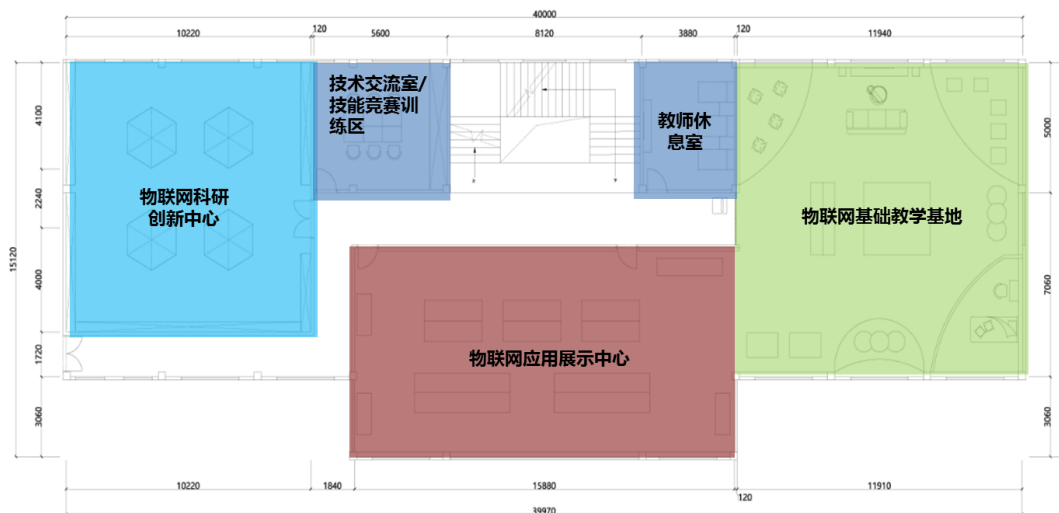 40000
10220
120
5600
8120
3880
120
11940
技术交流室/
技能竞赛训
练区
教师休
息室
物联网科研
创新中心
物联网基础教学基地
物联网应用展示中心
15120
4100
2240
4000
1720
3060
5000
7060
3060
10220
1840
15880
120
11910
39970